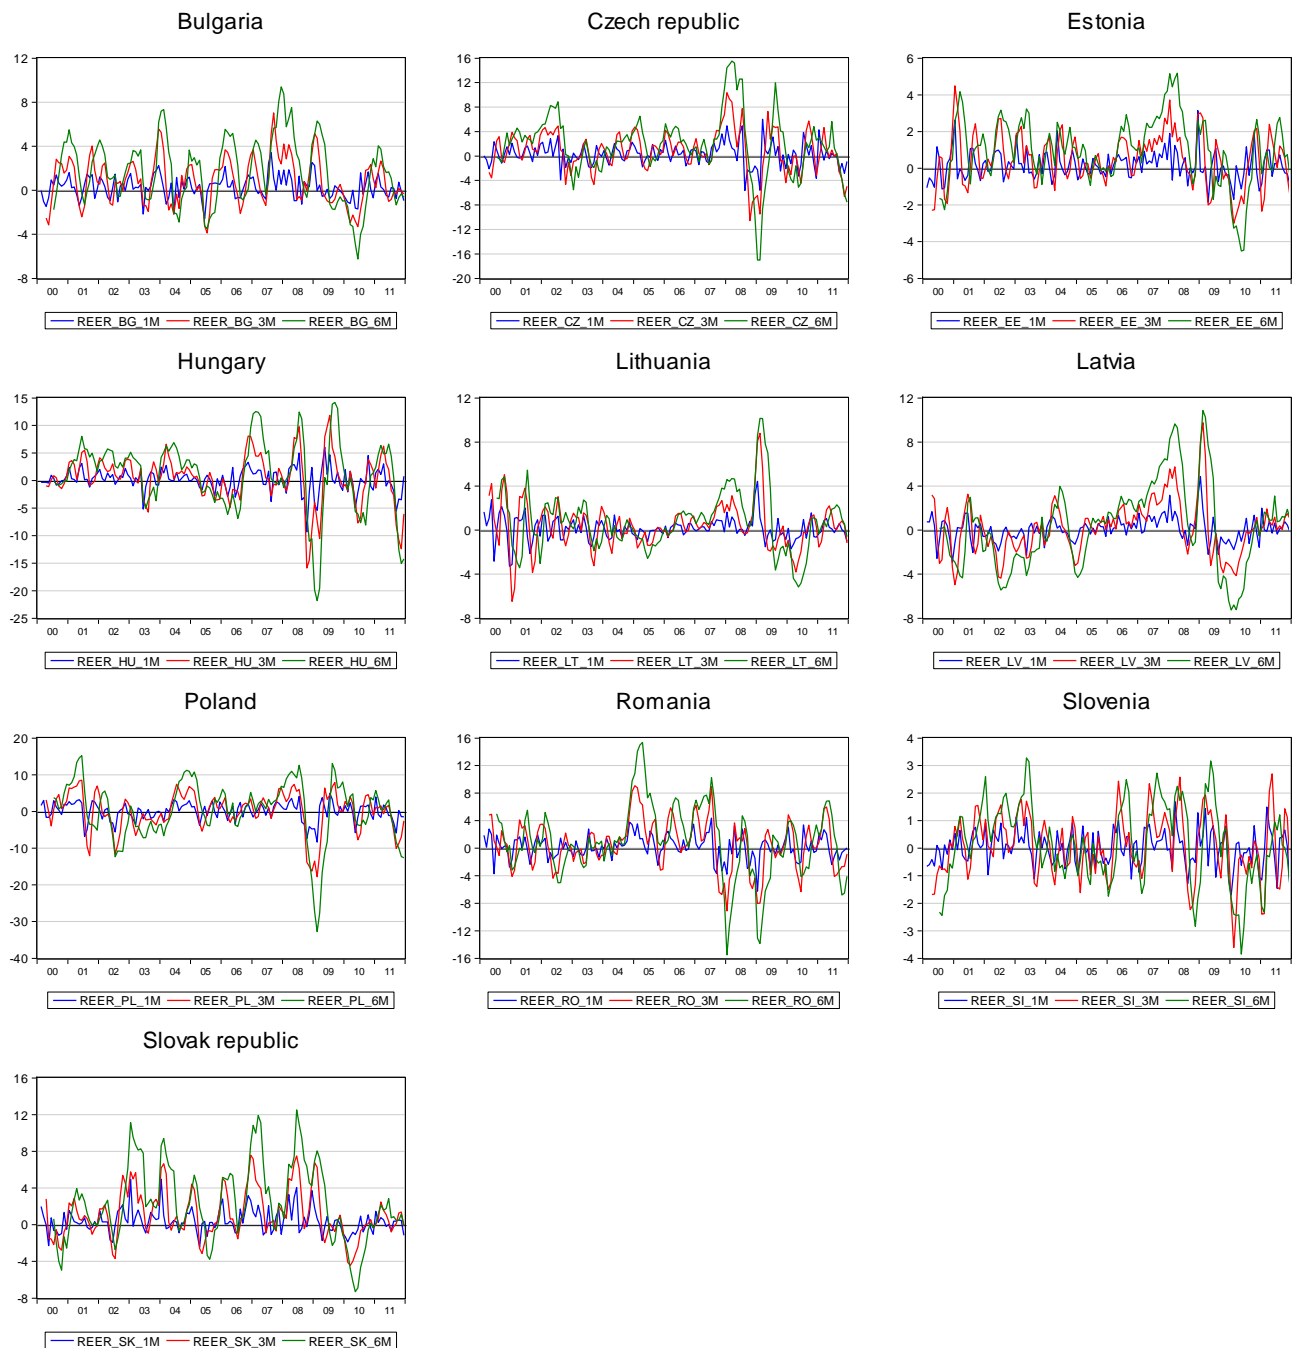 Bulgaria
12
8
4
0
-4
-8
00 01 02 03 04 05 06 07 08 09 10 11
REER_BG_1M REER_BG_3M REER_BG_6M
Czech republic
16
12
8
4
0
-4
-8
-12
-16
-20
00 01 02 03 04 05 06 07 08 09 10 11
REER_CZ_1M REER_CZ_3M REER_CZ_6M
Estonia
6
4
2
0
-2
-4
-6
00 01 02 03 04 05 06 07 08 09 10 11
REER_EE_1M REER_EE_3M REER_EE_6M
Hungary
15
10
5
0
-5
-10
-15
-20
-25
00 01 02 03 04 05 06 07 08 09 10 11
REER_HU_1M REER_HU_3M REER_HU_6M
Lithuania
12
8
4
0
-4
-8
00 01 02 03 04 05 06 07 08 09 10 11
REER_LT_1M REER_LT_3M REER_LT_6M
Latvia
12
8
4
0
-4
-8
00 01 02 03 04 05 06 07 08 09 10 11
REER_LV_1M REER_LV_3M REER_LV_6M
Poland
20
10
0
-10
-20
-30
-40
00 01 02 03 04 05 06 07 08 09 10 11
REER_PL_1M REER_PL_3M REER_PL_6M
Romania
16
12
8
4
0
-4
-8
-12
-16
00 01 02 03 04 05 06 07 08 09 10 11
REER_RO_1M REER_RO_3M REER_RO_6M
Slovenia
4
3
2
1
0
-1
-2
-3
-4
00 01 02 03 04 05 06 07 08 09 10 11
REER_SI_1M REER_SI_3M REER_SI_6M
Slovak republic
16
12
8
4
0
-4
-8
00 01 02 03 04 05 06 07 08 09 10 11
REER_SK_1M REER_SK_3M REER_SK_6M